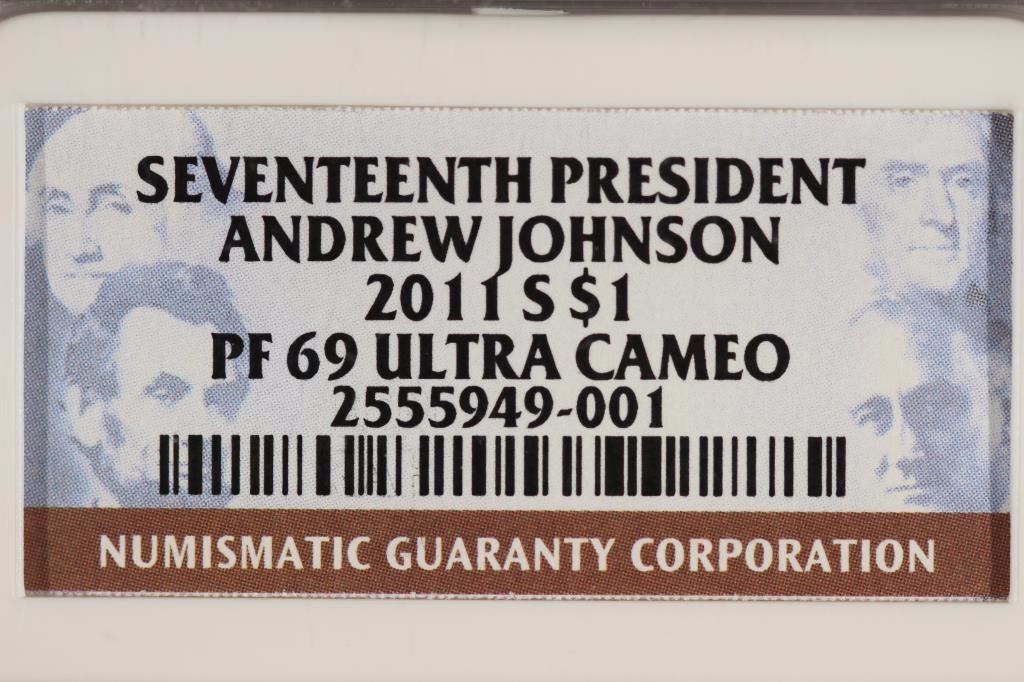 SEVENTEENTH PRESIDENT
ANDREW JOHNSON
2011 S $1
PF 69 ULTRA CAMEO
2555949-001
NUMISMATIC GUARANTY CORPORATION